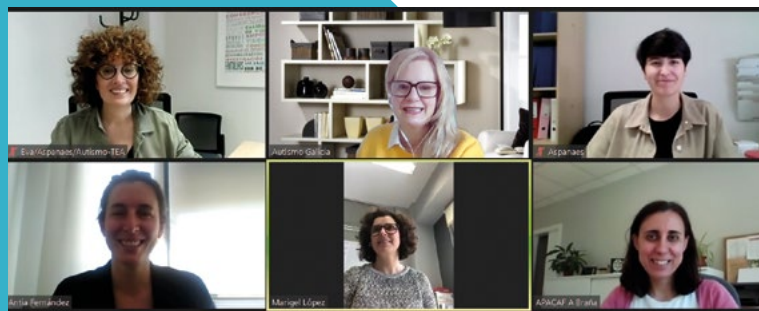 Eva/Aspanaes/Autismo-TEA
Autismo Galicia
Aspanaes
Antía Fernández
Marigel López
APACAF A Braña